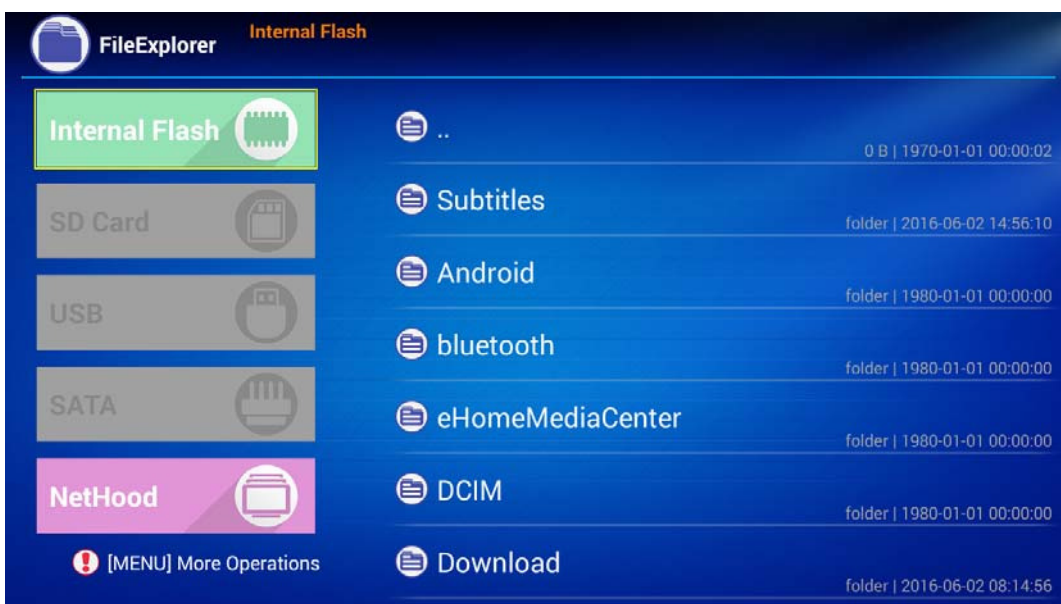 FileExplorer
Internal Flash
Internal Flash
SD Card
USB
SATA
NetHood
[MENU] More Operations
..
0 B | 1970-01-01 00:00:02
Subtitles
folder | 2016-06-02 14:56:10
Android
folder | 1980-01-01 00:00:00
bluetooth
folder | 1980-01-01 00:00:00
eHomeMediaCenter
folder | 1980-01-01 00:00:00
DCIM
folder | 1980-01-01 00:00:00
Download
folder | 2016-06-02 08:14:56